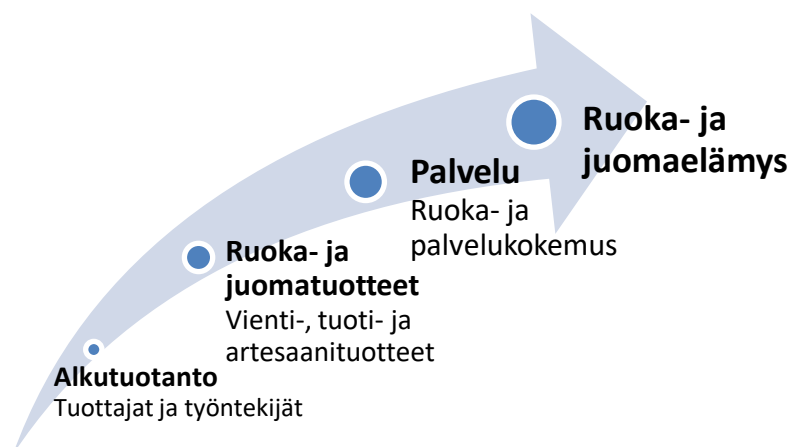 Ruoka- ja
juomaelämys
Palvelu
Ruoka- ja
palvelukokemus
Ruoka- ja
juomatuotteet
Vienti-, tuoti- ja
artesaanituotteet
Alkutuotanto
Tuottajat ja työntekijät